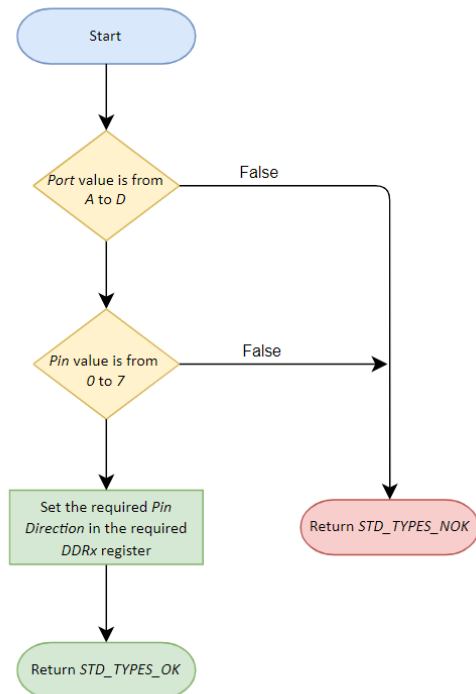 Start
Port value is from
A to D
False
Pin value is from
0 to 7
False
Set the required Pin
Direction in the required
DDRx register
Return STD_TYPES_NOK
Return STD_TYPES_OK